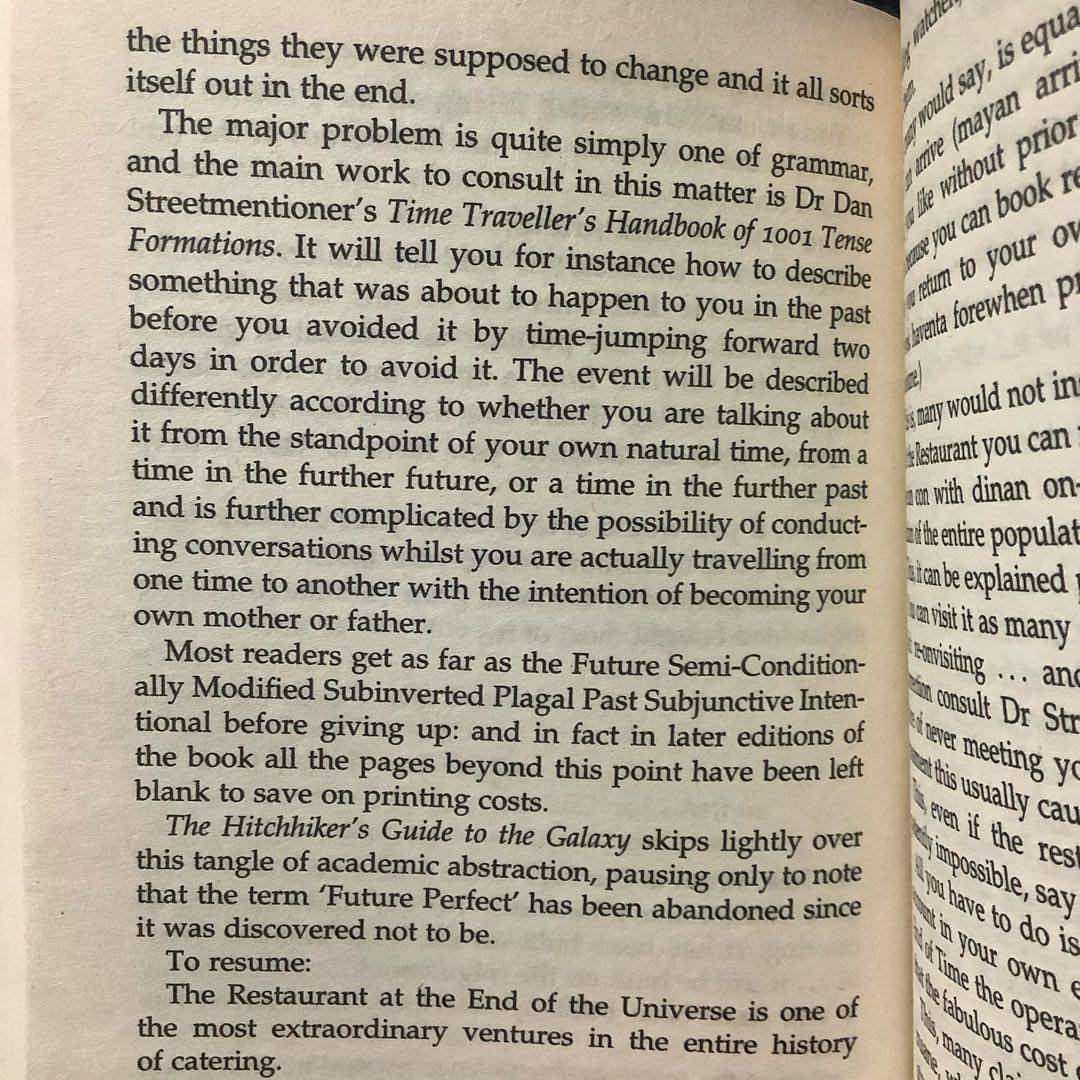 the things they were supposed to change and it all sorts
itself out in the end.
The major problem is quite simply one of grammar,
and the main work to consult in this matter is Dr Dan
Streetmentioner's Time Traveller's Handbook of 1001 Tense
Formations. It will tell you for instance how to describe
something that was about to happen to you in the past
before you avoided it by time-jumping forward two
days in order to avoid it. The event will be described
differently according to whether you are talking about
it from the standpoint of your own natural time, from a
time in the further future, or a time in the further past
and is further complicated by the possibility of conduct-
ing conversations whilst you are actually travelling from
one time to another with the intention of becoming your
own mother or father.
Most readers get as far as the Future Semi-Condition-
ally Modified Subinverted Plagal Past Subjunctive Inten-
tional before giving up: and in fact in later editions of
the book all the pages beyond this point have been left
blank to save on printing costs.
The Hitchhiker's Guide to the Galaxy skips lightly over
this tangle of academic abstraction, pausing only to note
that the term 'Future Perfect' has been abandoned since
it was discovered not to be.
To resume:
The Restaurant at the End of the Universe is one of
the most extraordinary ventures in the entire history
of catering.
would say, is
arrive (mayan
like without prior
you can book
return to your
haventa forewhen
many would not
Restaurant you can
con with dinan
of the entire
it can be explained
can visit it as many
re-onvisiting ...
consult Dr
of never meeting
this usually
even if the
impossible, say
you have to do is
in your own
of Time the
the fabulous cost
This, many